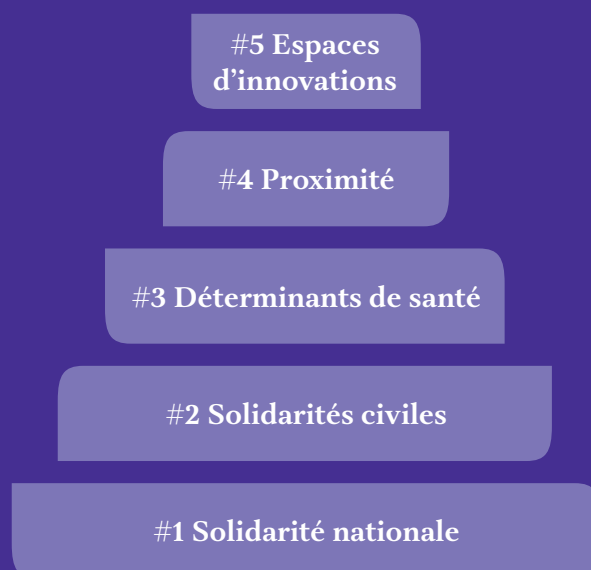 #5 Espaces
d’innovations
#4 Proximité
#3 Déterminants de santé
#2 Solidarités civiles
#1 Solidarité nationale